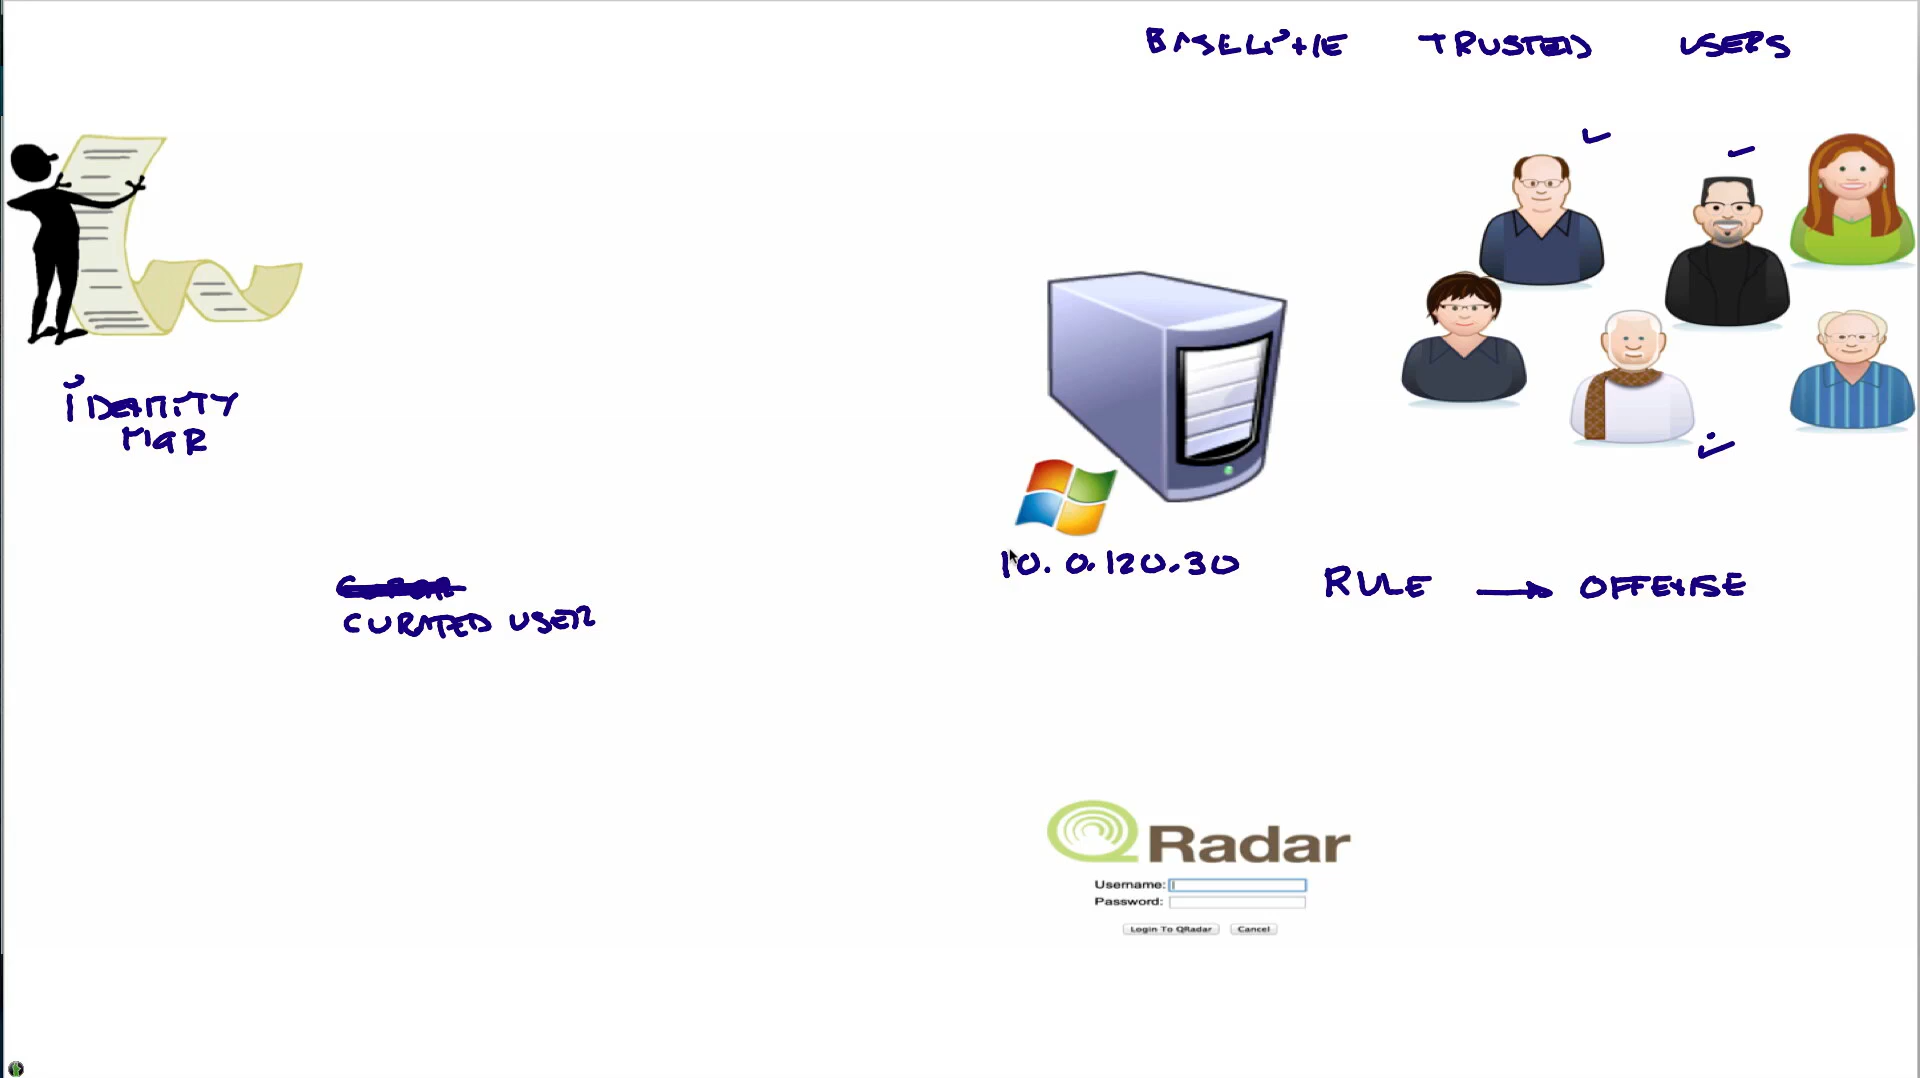 BASELINE TRUSTED USERS
IDENTITY
MGR
10.0.120.30
RULE → OFFENSE
CURATED USER
QRadar
Username:
Password:
Login To QRadar Cancel